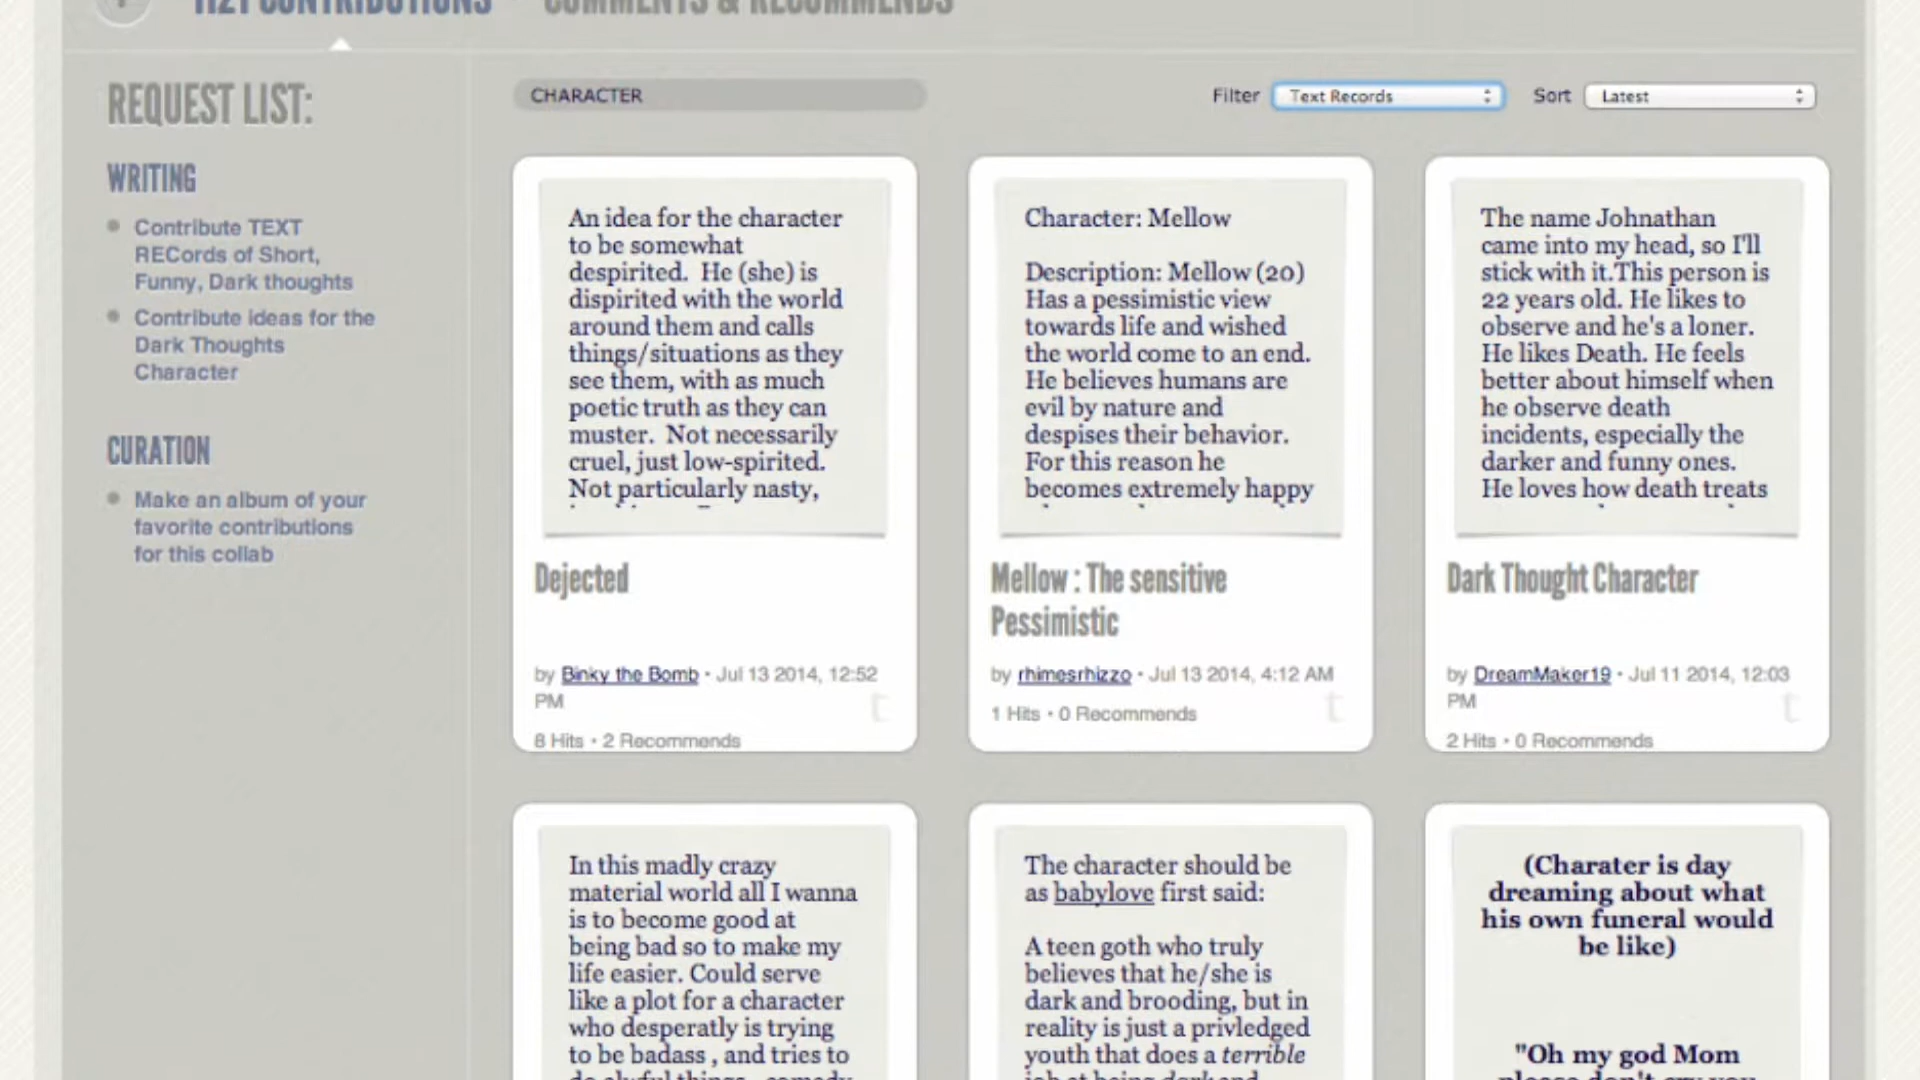 1121 CONTRIBUTIONS
COMMENTS & RECOMMENDS
REQUEST LIST:
WRITING
Contribute TEXT
RECords of Short,
Funny, Dark thoughts
Contribute ideas for the
Dark Thoughts
Character
CURATION
Make an album of your
favorite contributions
for this collab
CHARACTER
Filter Text Records
Sort Latest
An idea for the character
to be somewhat
despirited. He (she) is
dispirited with the world
around them and calls
things/situations as they
see them, with as much
poetic truth as they can
muster. Not necessarily
cruel, just low-spirited.
Not particularly nasty,
Dejected
by Binky the Bomb • Jul 13 2014, 12:52
PM
8 Hits • 2 Recommends
Character: Mellow
Description: Mellow (20)
Has a pessimistic view
towards life and wished
the world come to an end.
He believes humans are
evil by nature and
despises their behavior.
For this reason he
becomes extremely happy
Mellow : The sensitive
Pessimistic
by rhimesrhizzo • Jul 13 2014, 4:12 AM
1 Hits • 0 Recommends
The name Johnathan
came into my head, so I'll
stick with it.This person is
22 years old. He likes to
observe and he's a loner.
He likes Death. He feels
better about himself when
he observe death
incidents, especially the
darker and funny ones.
He loves how death treats
Dark Thought Character
by DreamMaker19 • Jul 11 2014, 12:03
PM
2 Hits • 0 Recommends
In this madly crazy
material world all I wanna
is to become good at
being bad so to make my
life easier. Could serve
like a plot for a character
who desperatly is trying
to be badass , and tries to
The character should be
as babylove first said:
A teen goth who truly
believes that he/she is
dark and brooding, but in
reality is just a privledged
youth that does a terrible
(Charater is day
dreaming about what
his own funeral would
be like)
"Oh my god Mom
please don't cry you